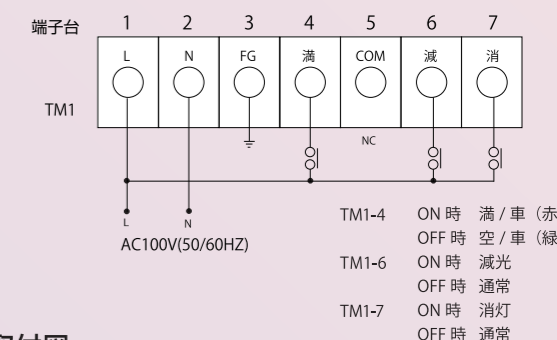 端子台 1 2 3 4 5 6 7
L N FG 満 COM 減 消
TM1
NC
L N
AC100V(50/60HZ)
TM1-4 ON 時 満 / 車（赤
OFF 時 空 / 車（緑
TM1-6 ON 時 減光
OFF 時 通常
TM1-7 ON 時 消灯
OFF 時 通常